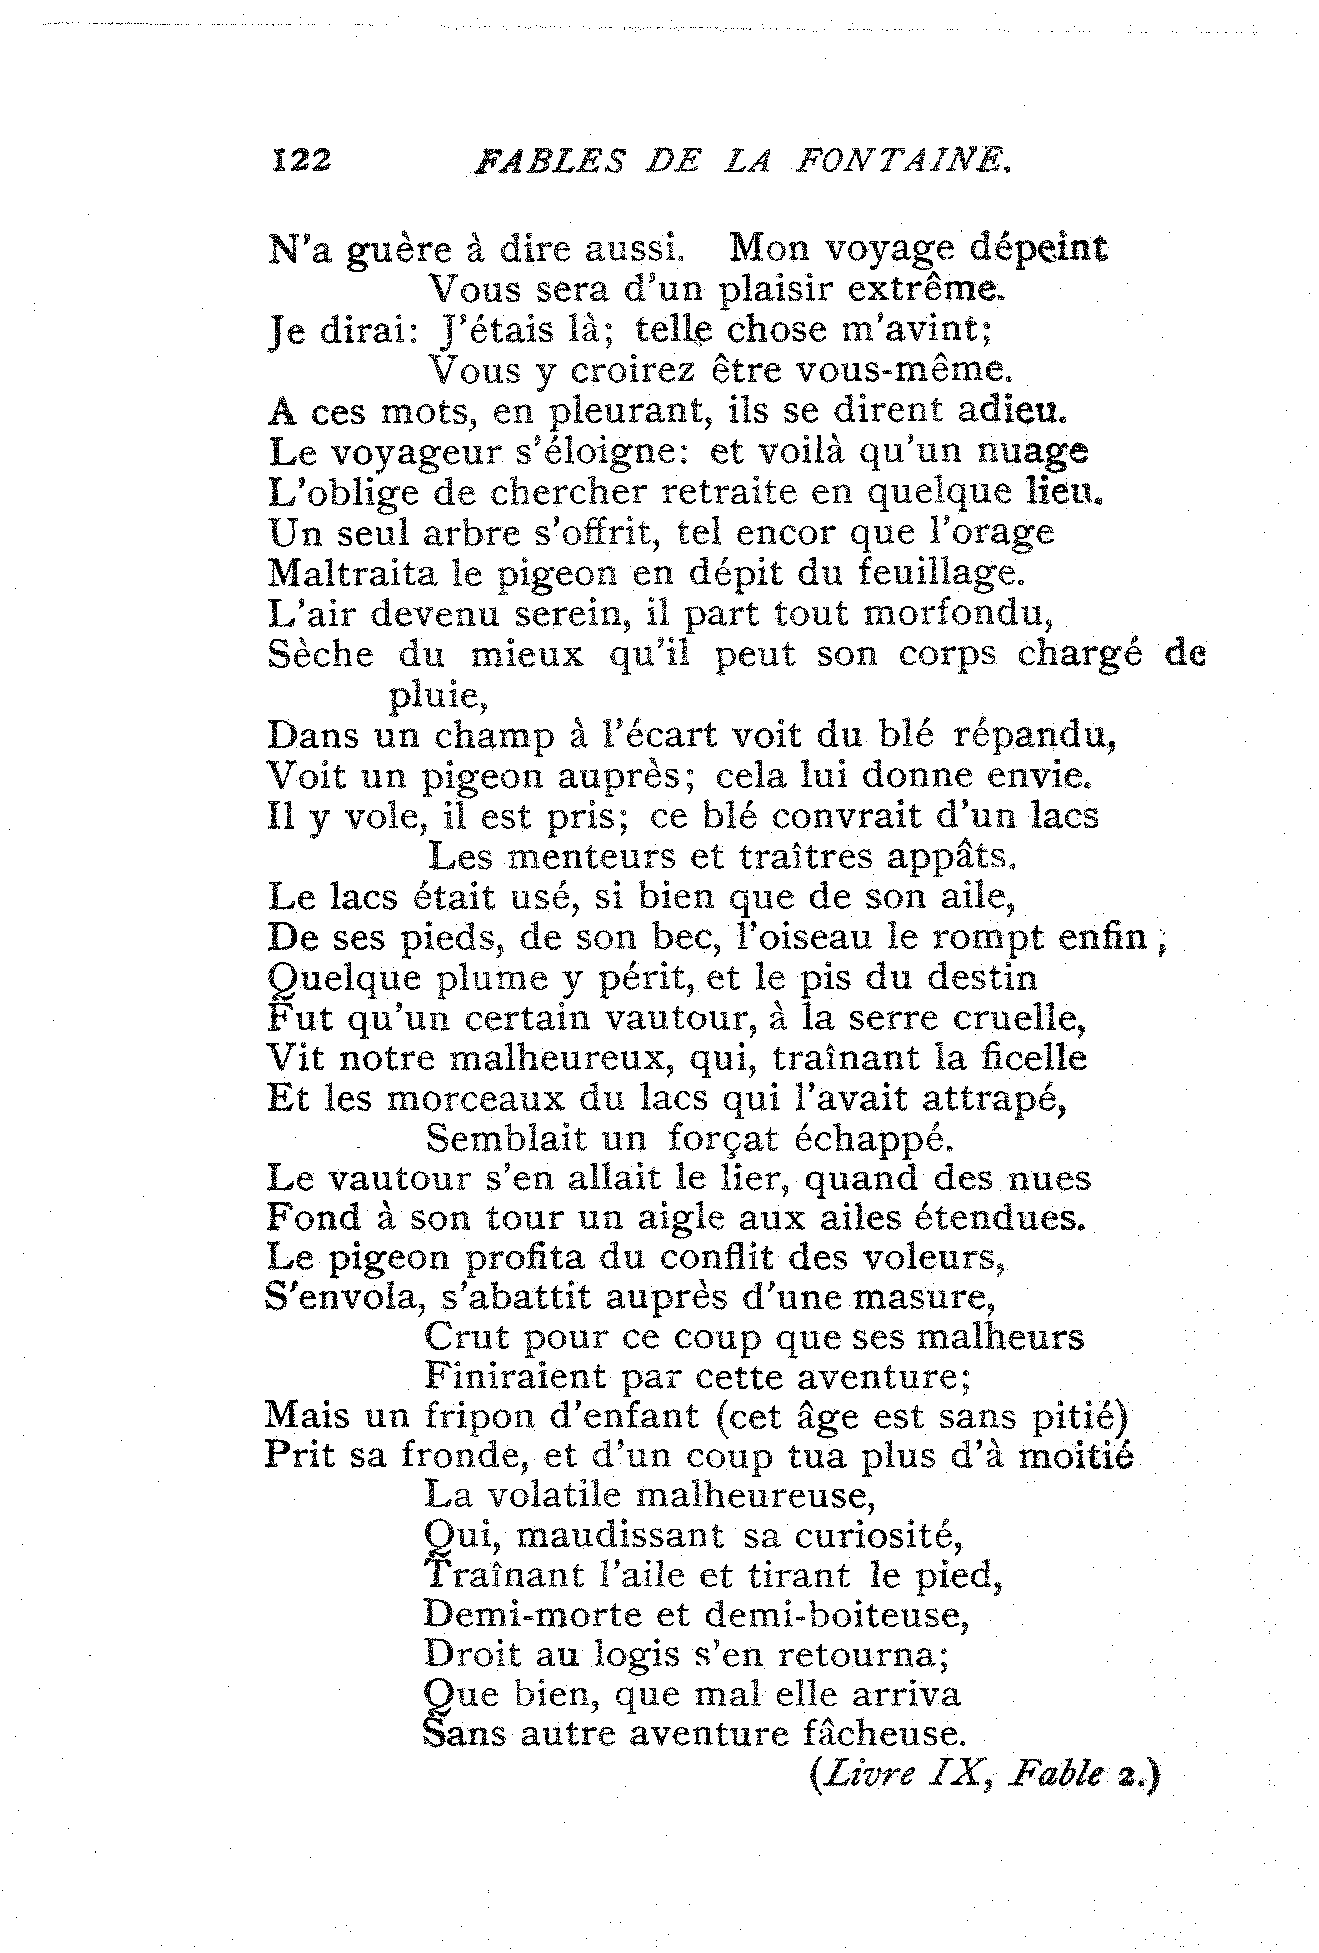 122 FABLES DE LA FONTAINE.
N'a guère à dire aussi. Mon voyage dépeint
Vous sera d'un plaisir extrême.
Je dirai: J'étais là; telle chose m'avint;
Vous y croirez être vous-même.
A ces mots, en pleurant, ils se dirent adieu.
Le voyageur s'éloigne: et voilà qu'un nuage
L'oblige de chercher retraite en quelque lieu.
Un seul arbre s'offrit, tel encor que l'orage
Maltraita le pigeon en dépit du feuillage.
L'air devenu serein, il part tout morfondu,
Sèche du mieux qu'il peut son corps chargé de
pluie,
Dans un champ à l'écart voit du blé répandu,
Voit un pigeon auprès; cela lui donne envie.
Il y vole, il est pris; ce blé convrait d'un lacs
Les menteurs et traîtres appâts.
Le lacs était usé, si bien que de son aile,
De ses pieds, de son bec, l'oiseau le rompt enfin;
Quelque plume y périt, et le pis du destin
Fut qu'un certain vautour, à la serre cruelle,
Vit notre malheureux, qui, traînant la ficelle
Et les morceaux du lacs qui l'avait attrapé,
Semblait un forçat échappé.
Le vautour s'en allait le lier, quand des nues
Fond à son tour un aigle aux ailes étendues.
Le pigeon profita du conflit des voleurs,
S'envola, s'abattit auprès d'une masure,
Crut pour ce coup que ses malheurs
Finiraient par cette aventure;
Mais un fripon d'enfant (cet âge est sans pitié)
Prit sa fronde, et d'un coup tua plus d'à moitié
La volatile malheureuse,
Qui, maudissant sa curiosité,
Traînant l'aile et tirant le pied,
Demi-morte et demi-boiteuse,
Droit au logis s'en retourna;
Que bien, que mal elle arriva
Sans autre aventure fâcheuse.
(Livre IX, Fable 2.)